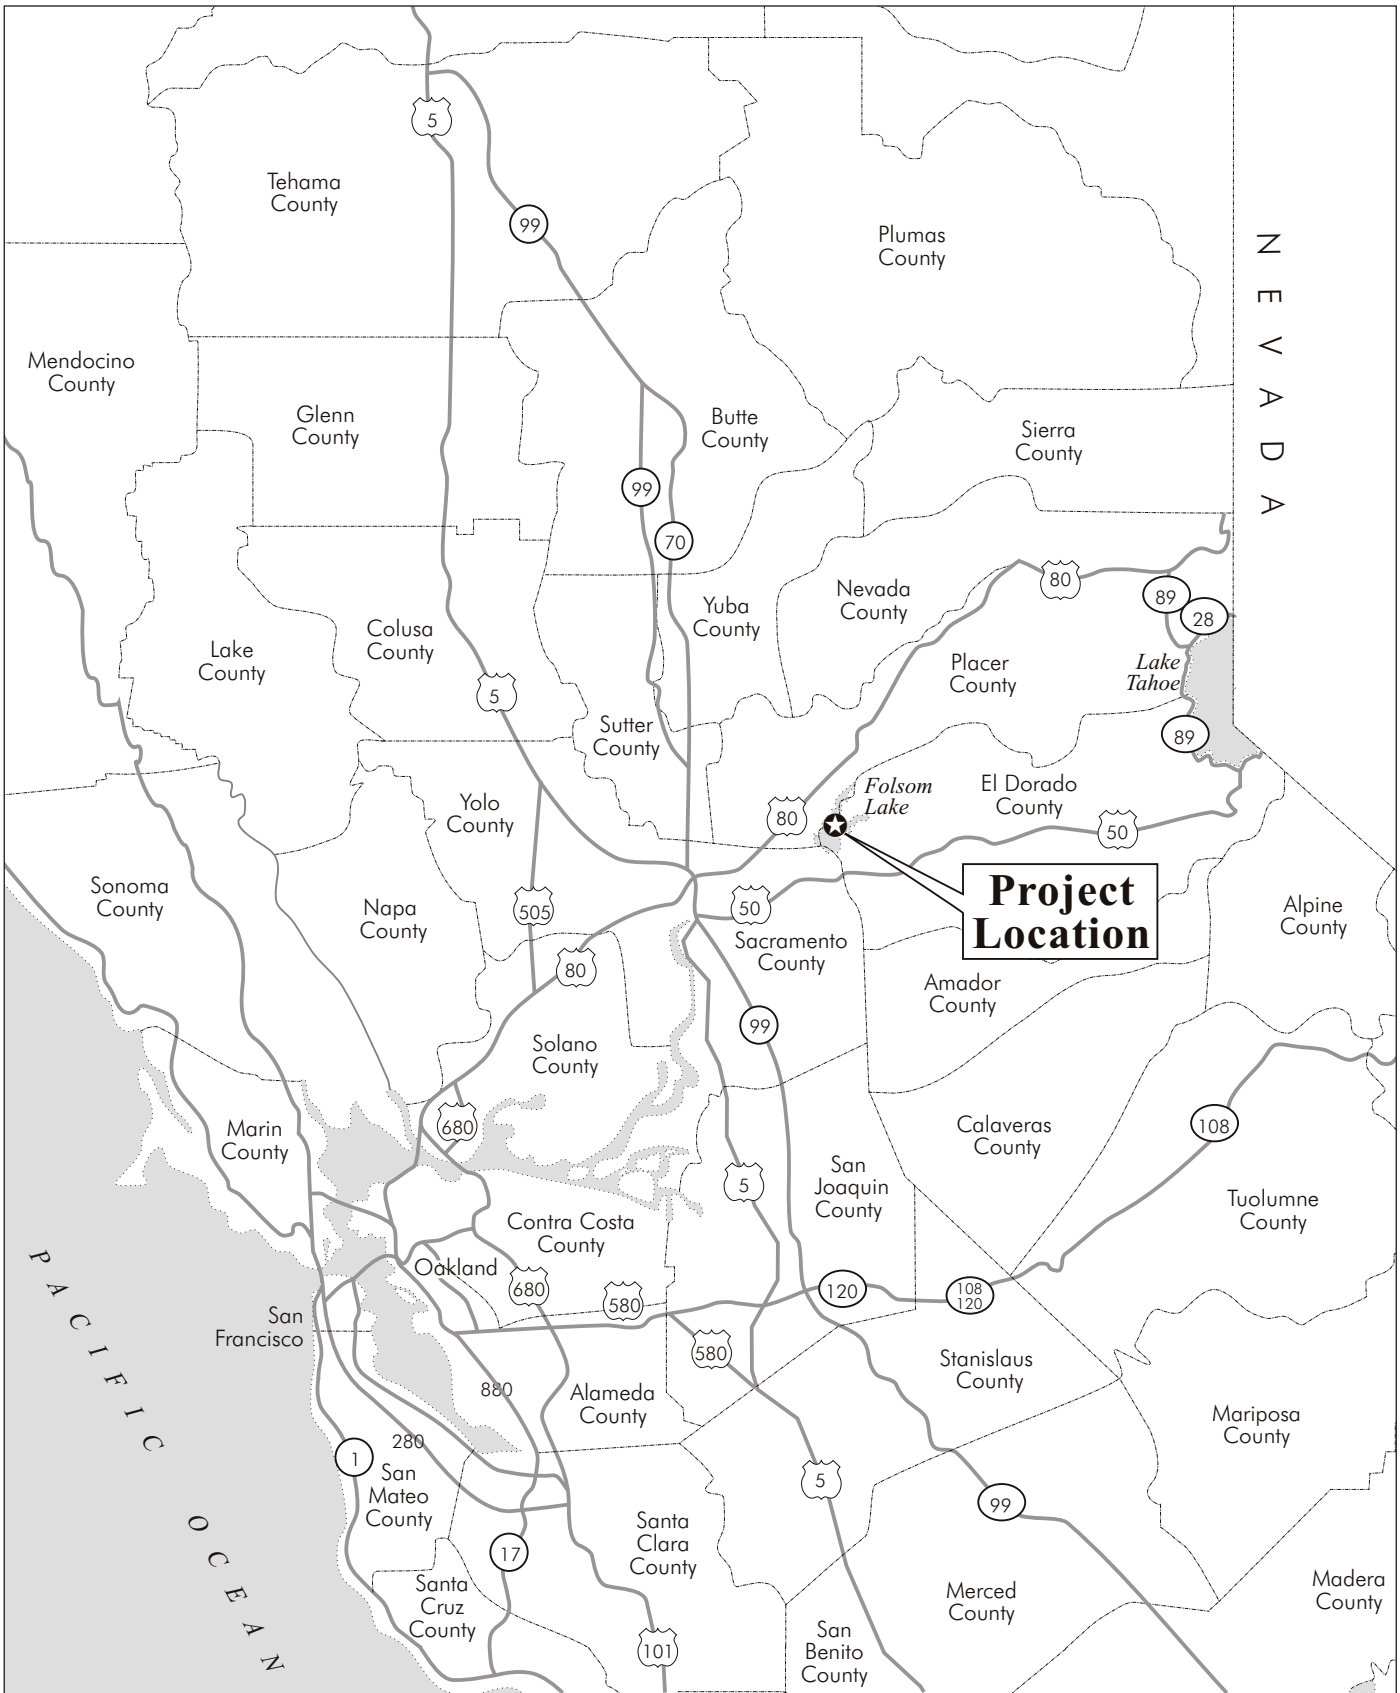 5
Tehama
County
99
Plumas
County
NEVADA
Mendocino
County
Glenn
County
Butte
County
Sierra
County
99
70
80
89
28
Nevada
County
Yuba
County
Colusa
County
Lake
County
Placer
County
Lake
Tahoe
5
Sutter
County
89
Folsom
Lake
El Dorado
County
Yolo
County
80
50
Sonoma
County
Napa
County
505
50
Project
Location
Alpine
County
Sacramento
County
80
Amador
County
99
Solano
County
680
Marin
County
Calaveras
County
108
5
San
Joaquin
County
Tuolumne
County
Contra Costa
County
Oakland
680
580
120
108
120
San
Francisco
580
Stanislaus
County
880
Alameda
County
Mariposa
County
280
1
San
Mateo
County
5
99
Santa
Clara
County
17
Santa
Cruz
County
Merced
County
Madera
County
101
San
Benito
County
PACIFIC OCEAN